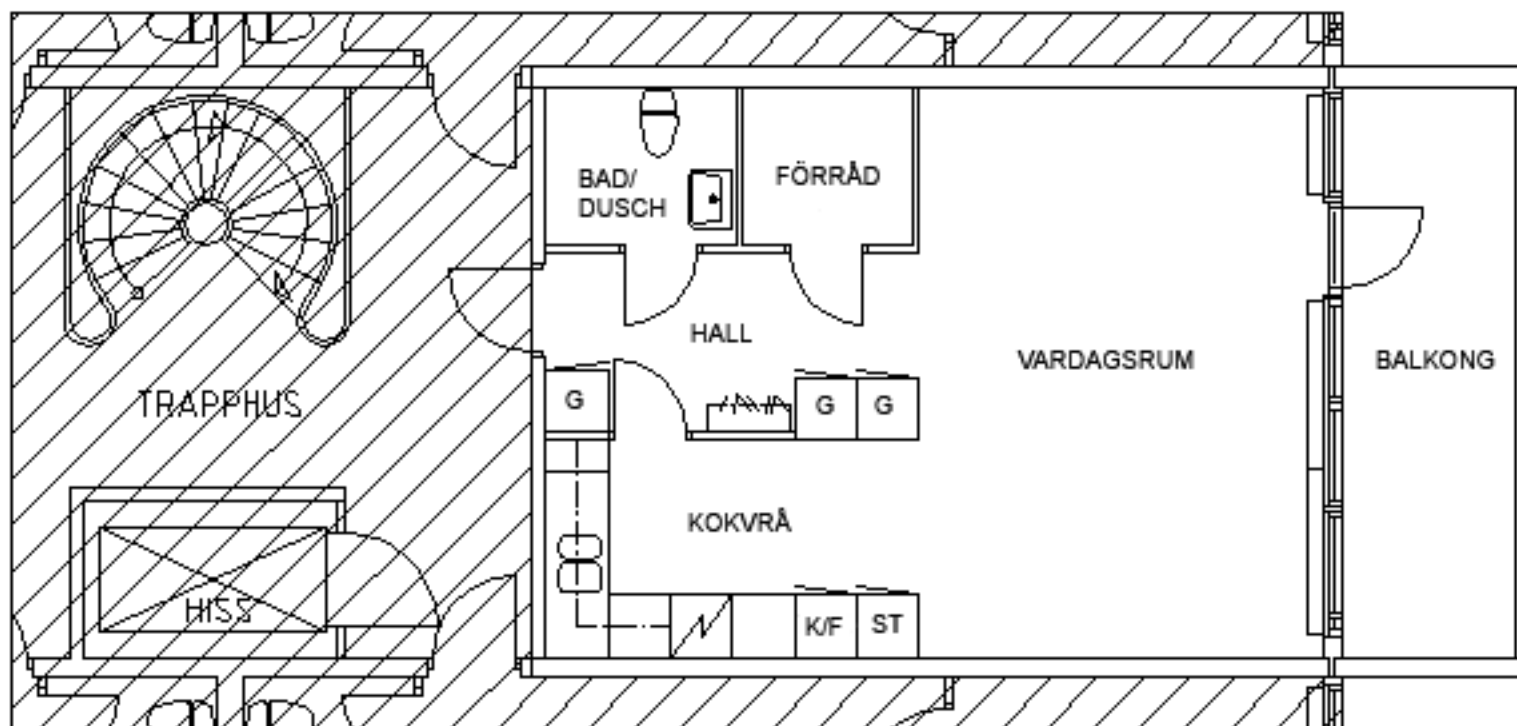 BAD/
DUSCH
FÖRRÅD
HALL
VARDAGSRUM
BALKONG
TRAPPHUS
G
G
G
KOKVRÅ
HISS
K/F
ST